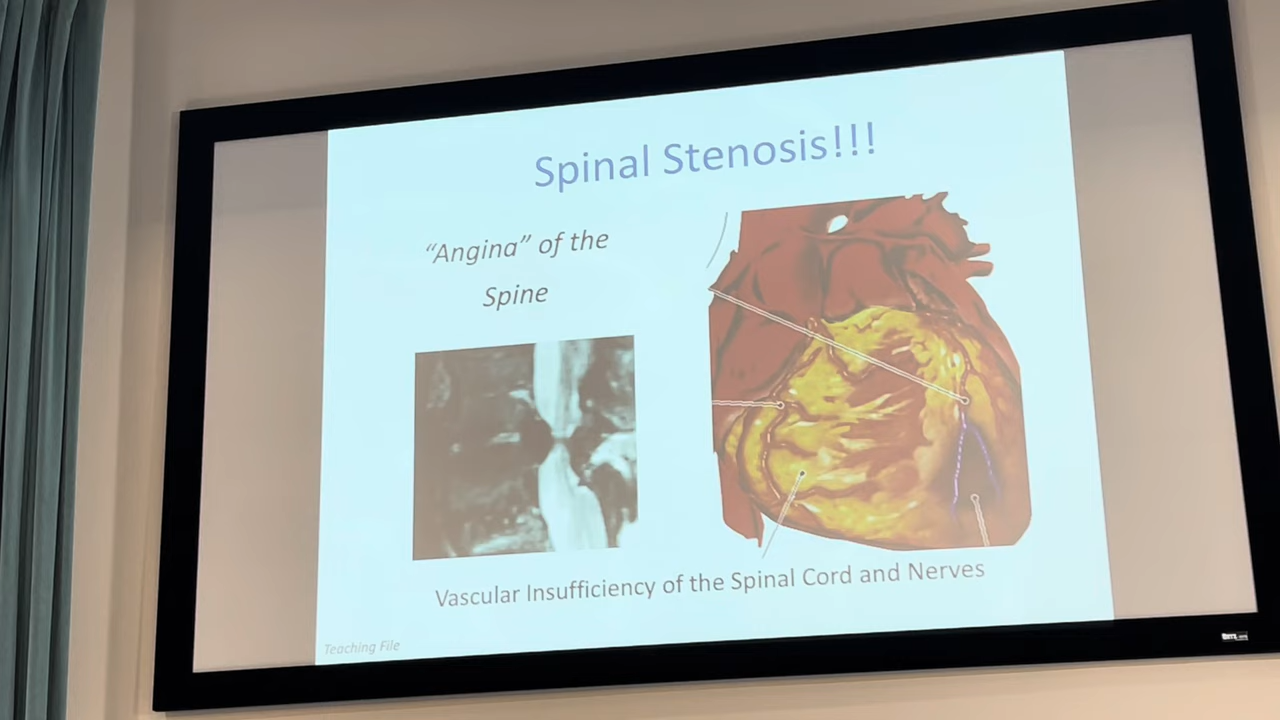 Spinal Stenosis!!!
“Angina” of the
Spine
Vascular Insufficiency of the Spinal Cord and Nerves
Teaching File